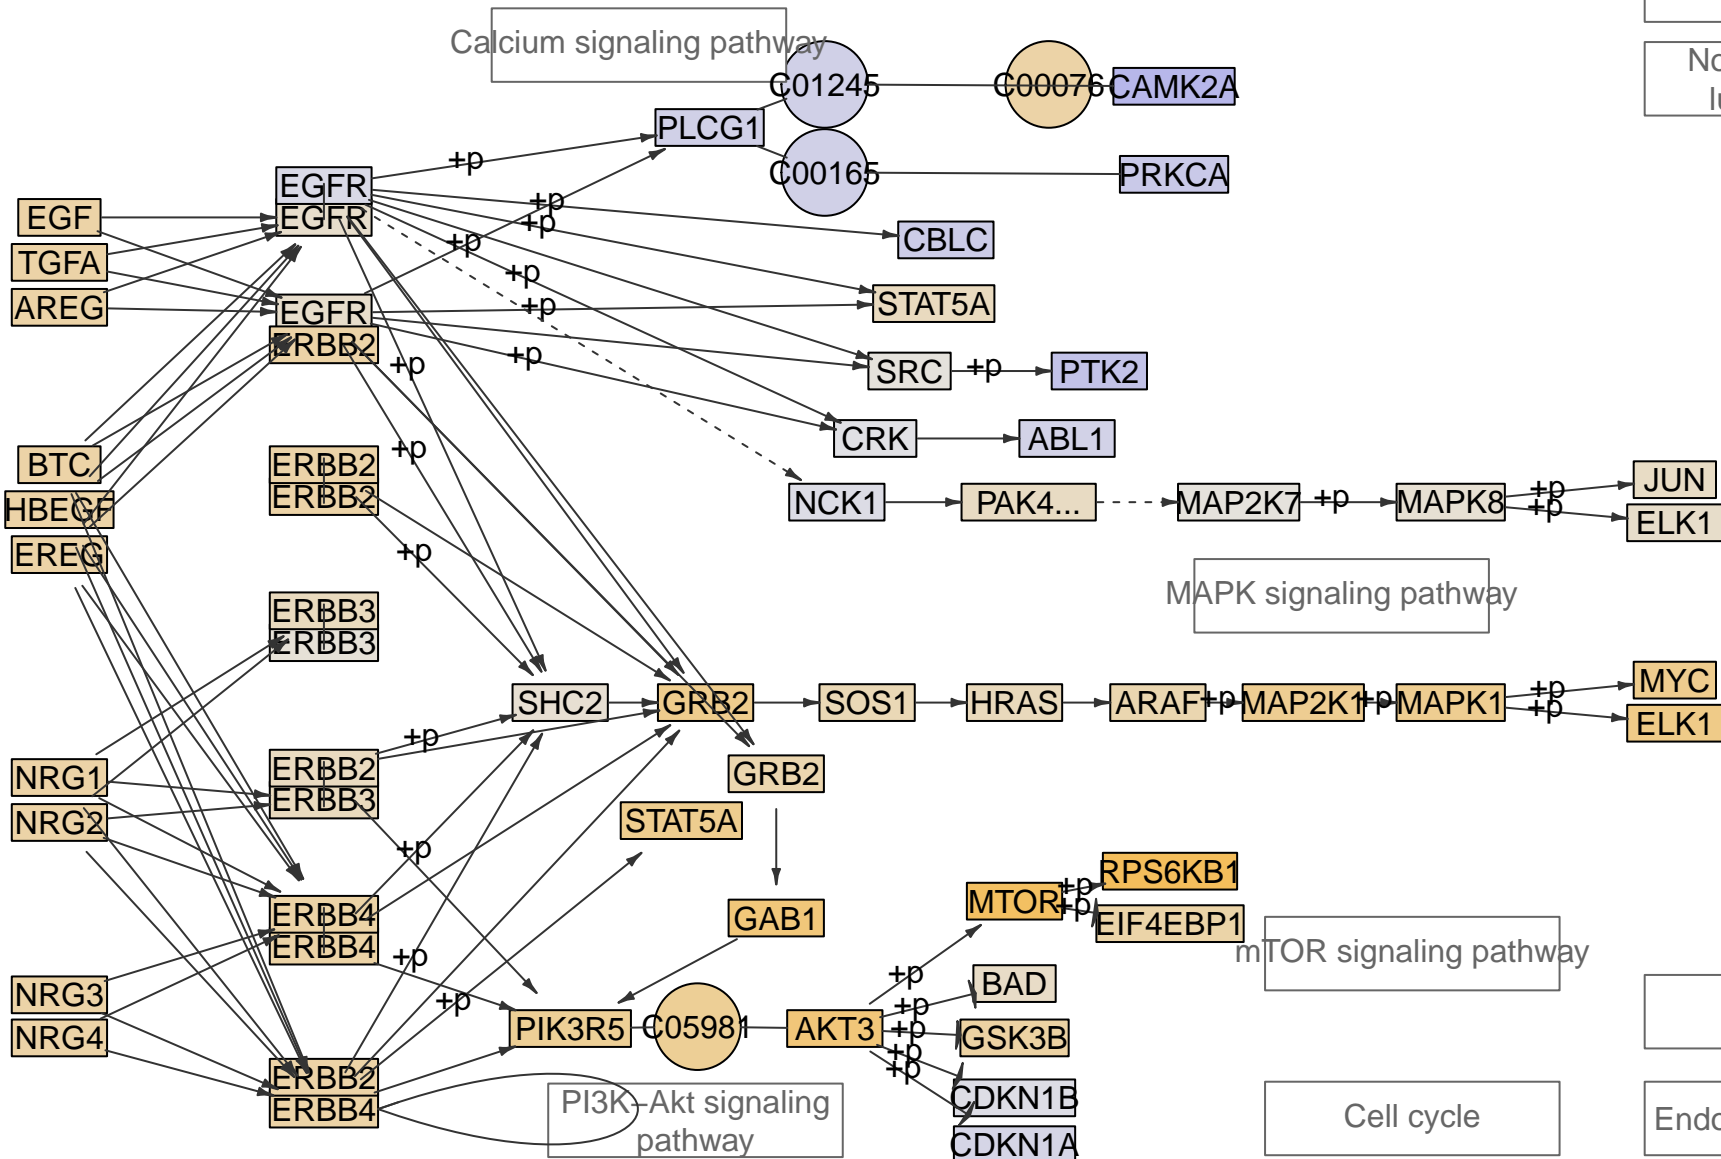 Calcium signaling pathway
C01245
C00076
CAMK2A
PLCG1
+p
C00165
PRKCA
EGFR
EGFR
EGF
TGFA
AREG
+p
+p
+p
+p
+p
+p
CBLC
STAT5A
EGFR
ERBB2
+p
SRC
+p
PTK2
CRK
ABL1
BTC
HBEGF
EREG
ERBB2
ERBB2
+p
+p
NCK1
PAK4...
MAP2K7
+p
MAPK8
+p
+p
JUN
ELK1
MAPK signaling pathway
ERBB3
ERBB3
SHC2
GRB2
SOS1
HRAS
ARAF
+p
MAP2K1
+p
MAPK1
+p
+p
MYC
ELK1
NRG1
NRG2
ERBB2
ERBB3
+p
GRB2
STAT5A
+p
GAB1
MTOR
+p
+p
RPS6KB1
EIF4EBP1
mTOR signaling pathway
ERBB4
ERBB4
+p
+p
NRG3
NRG4
PIK3R5
C05981
AKT3
+p
+p
+p
+p
+p
BAD
GSK3B
CDKN1B
CDKN1A
ERBB2
ERBB4
PI3K−Akt signaling
pathway
Cell cycle
Endo
No
lu